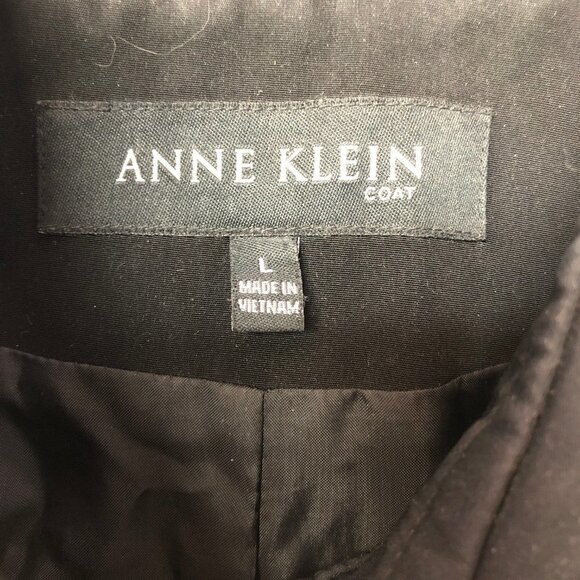 ANNE KLEIN
COAT
L
MADE IN
VIETNAM